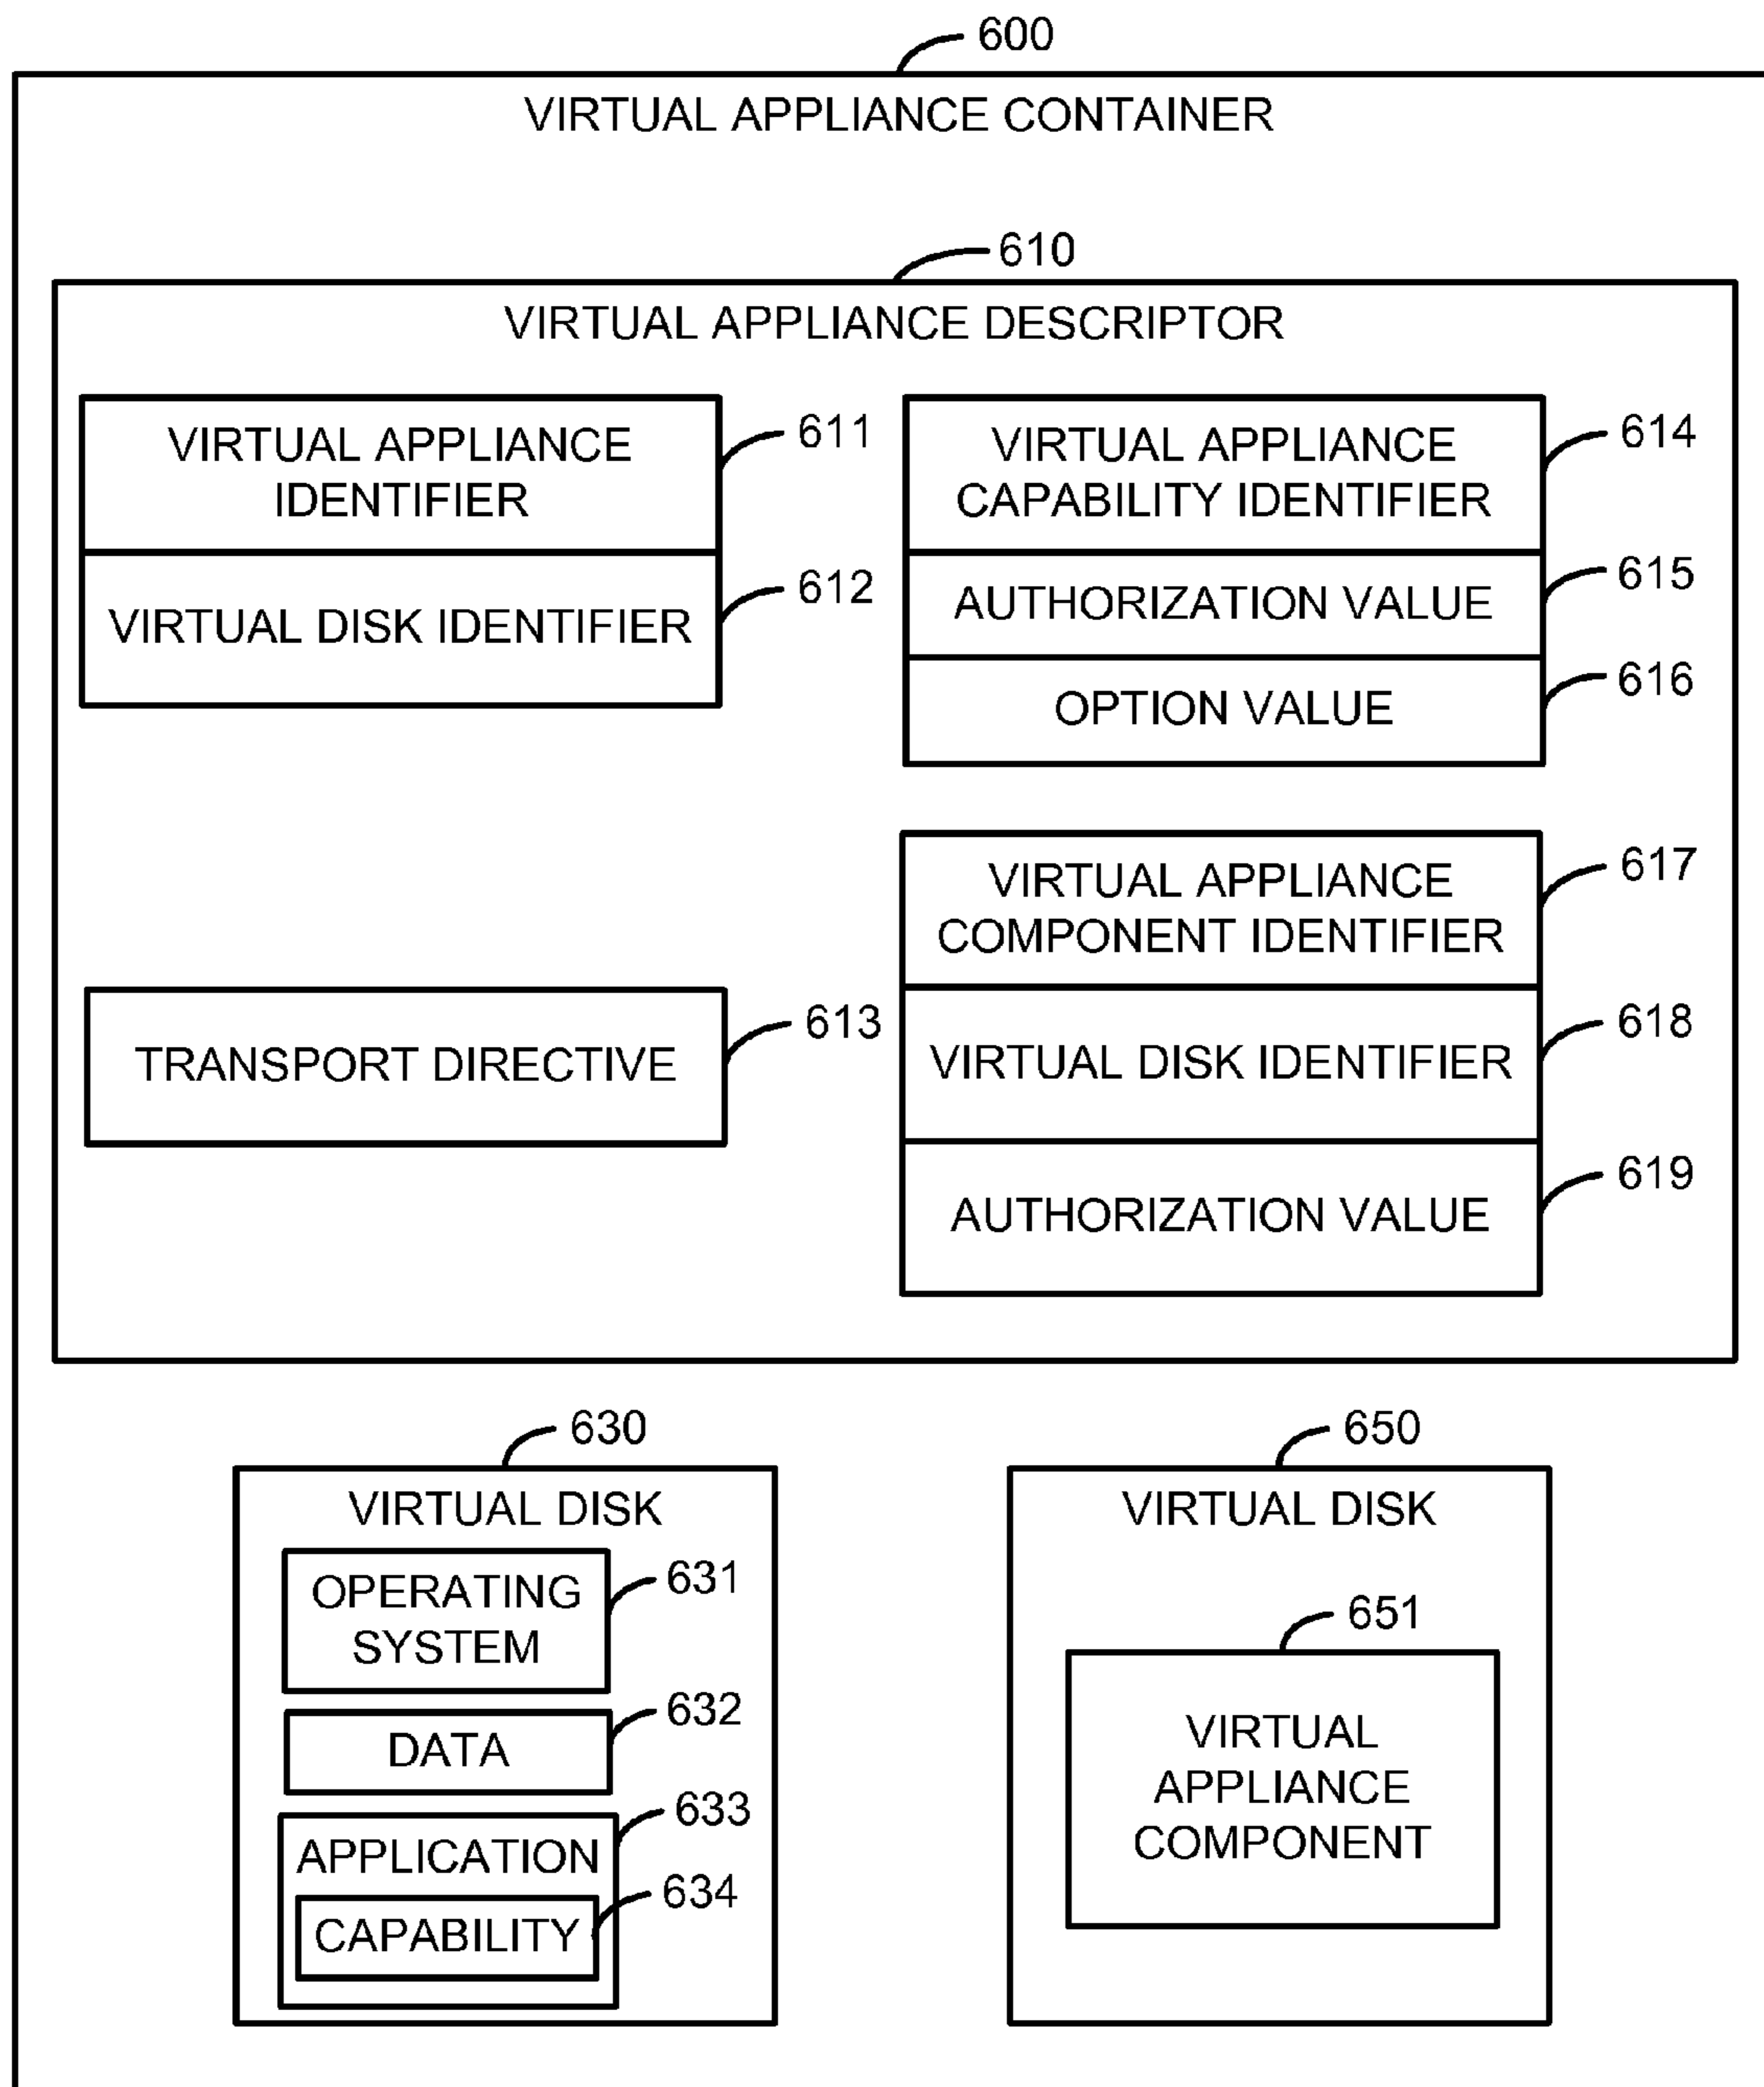 600
VIRTUAL APPLIANCE CONTAINER
610
VIRTUAL APPLIANCE DESCRIPTOR
VIRTUAL APPLIANCE
IDENTIFIER
611
VIRTUAL DISK IDENTIFIER
612
VIRTUAL APPLIANCE
CAPABILITY IDENTIFIER
614
AUTHORIZATION VALUE
615
OPTION VALUE
616
TRANSPORT DIRECTIVE
613
VIRTUAL APPLIANCE
COMPONENT IDENTIFIER
617
VIRTUAL DISK IDENTIFIER
618
AUTHORIZATION VALUE
619
630
VIRTUAL DISK
OPERATING
SYSTEM
631
DATA
632
APPLICATION
633
CAPABILITY
634
650
VIRTUAL DISK
651
VIRTUAL
APPLIANCE
COMPONENT